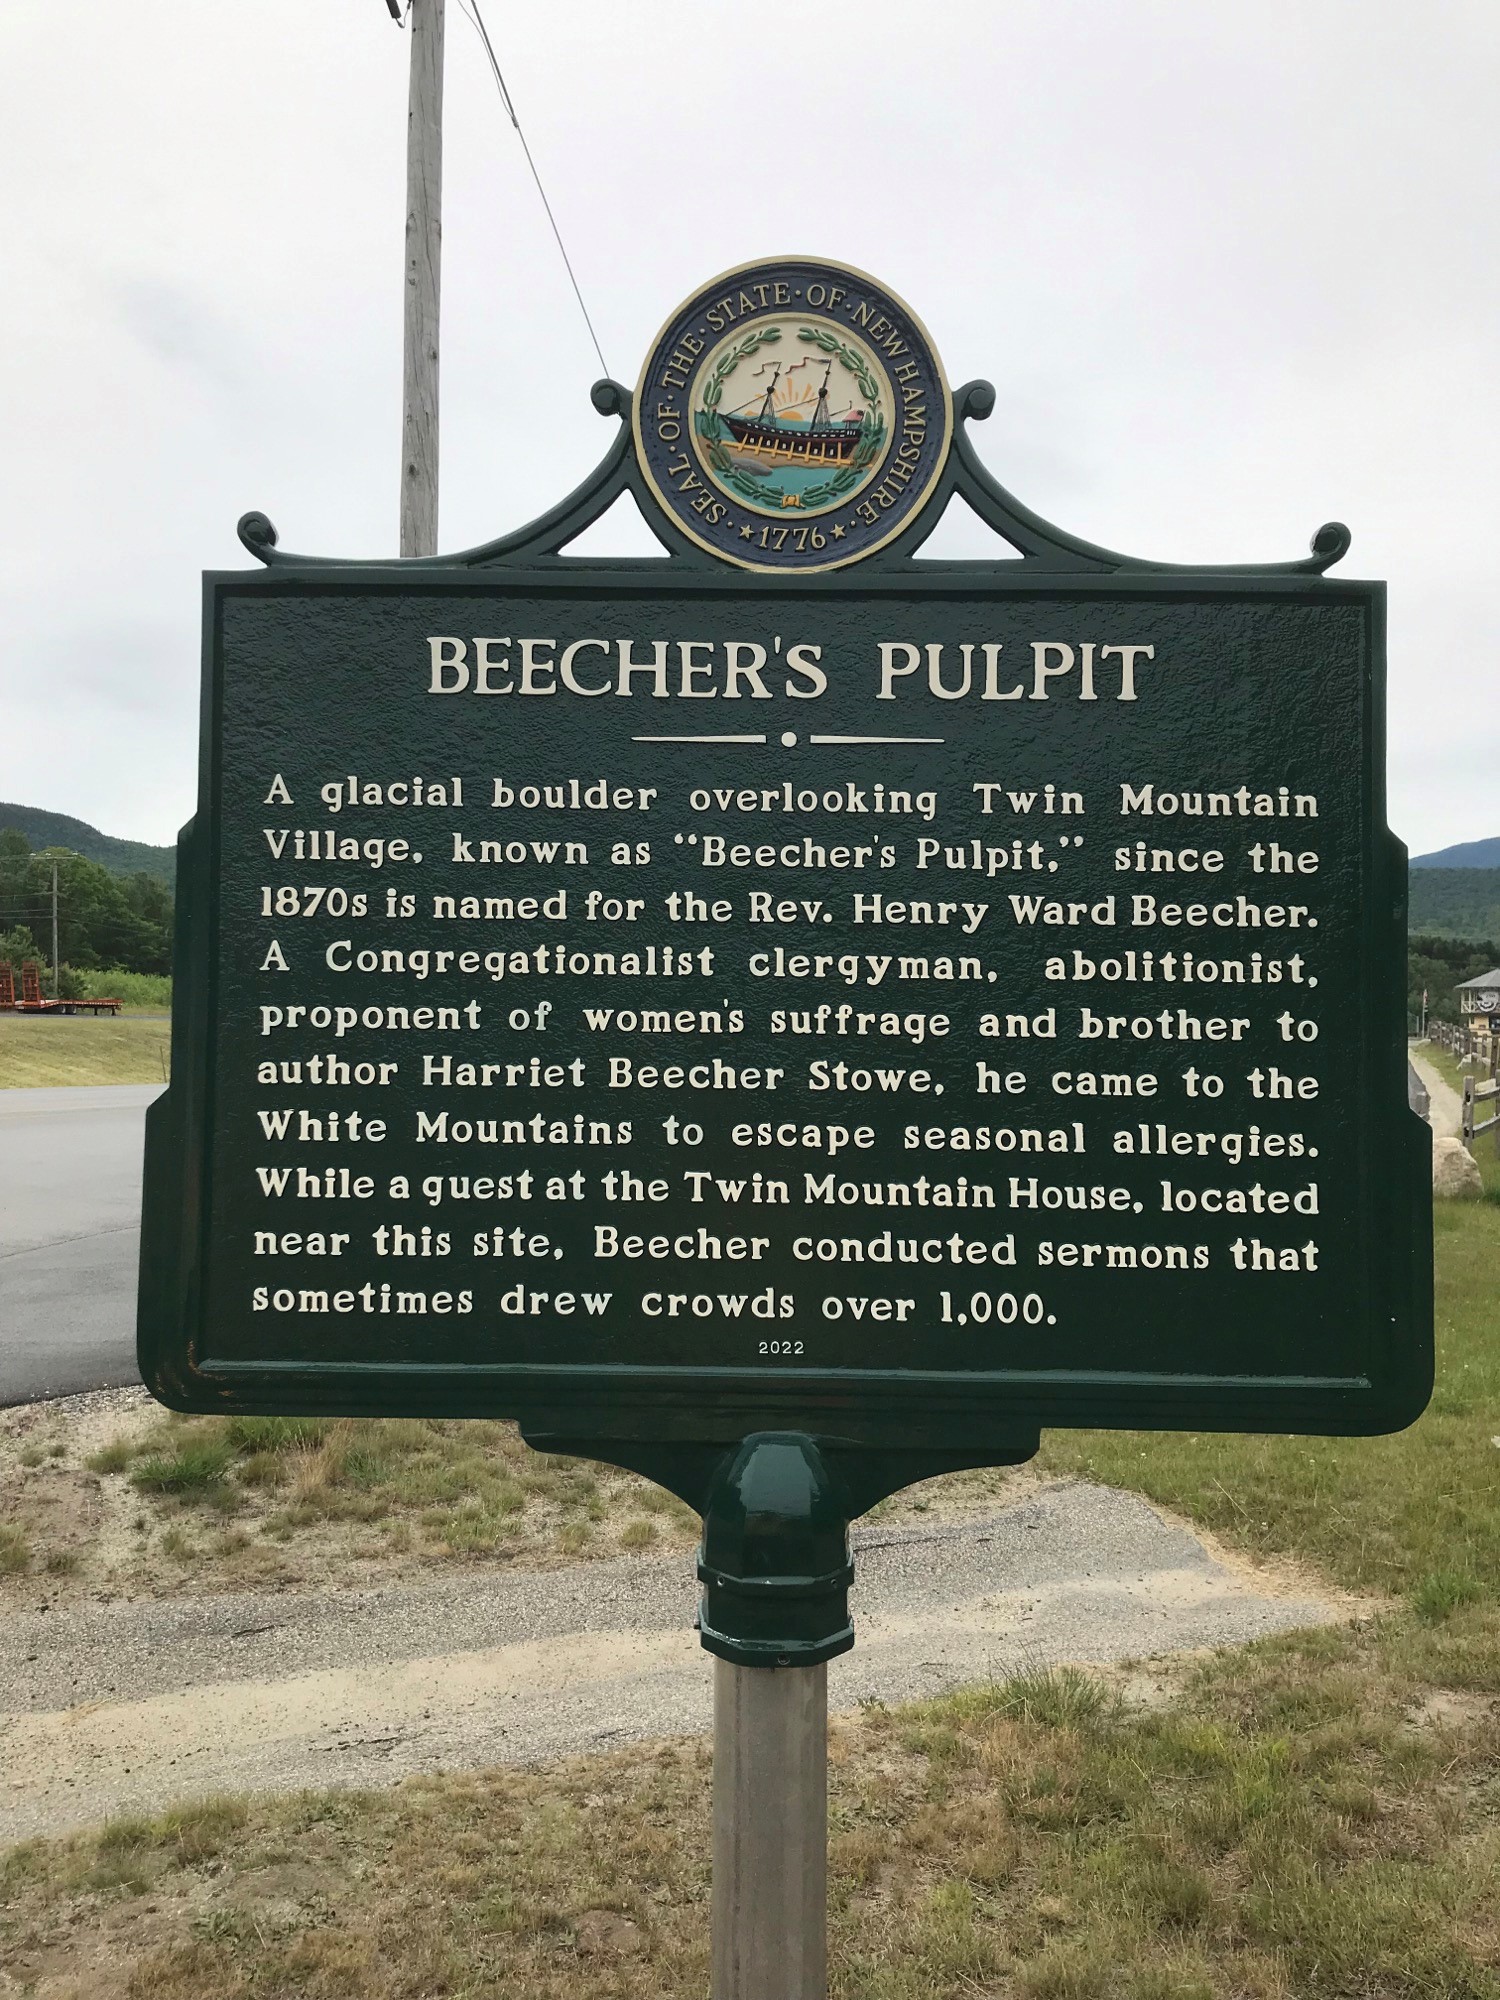 SEAL·OF·THE·STATE·OF·NEW HAMPSHIRE·
★1776★
BEECHER'S PULPIT
A glacial boulder overlooking Twin Mountain
Village, known as “Beecher's Pulpit,” since the
1870s is named for the Rev. Henry Ward Beecher.
A Congregationalist clergyman, abolitionist,
proponent of women's suffrage and brother to
author Harriet Beecher Stowe, he came to the
White Mountains to escape seasonal allergies.
While a guest at the Twin Mountain House, located
near this site, Beecher conducted sermons that
sometimes drew crowds over 1,000.
2022